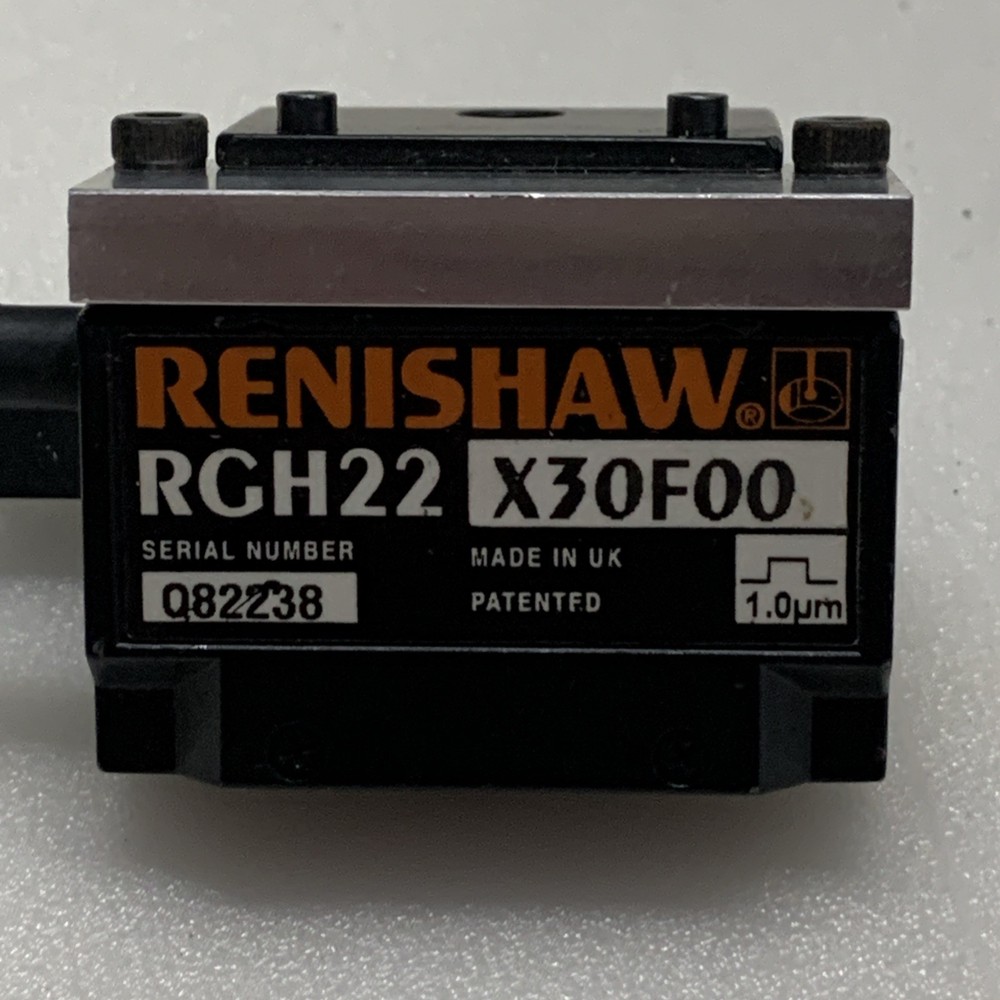 RENISHAW®
RGH22 X30F00
SERIAL NUMBER MADE IN UK
Q82238 PATENTED
1.0µm